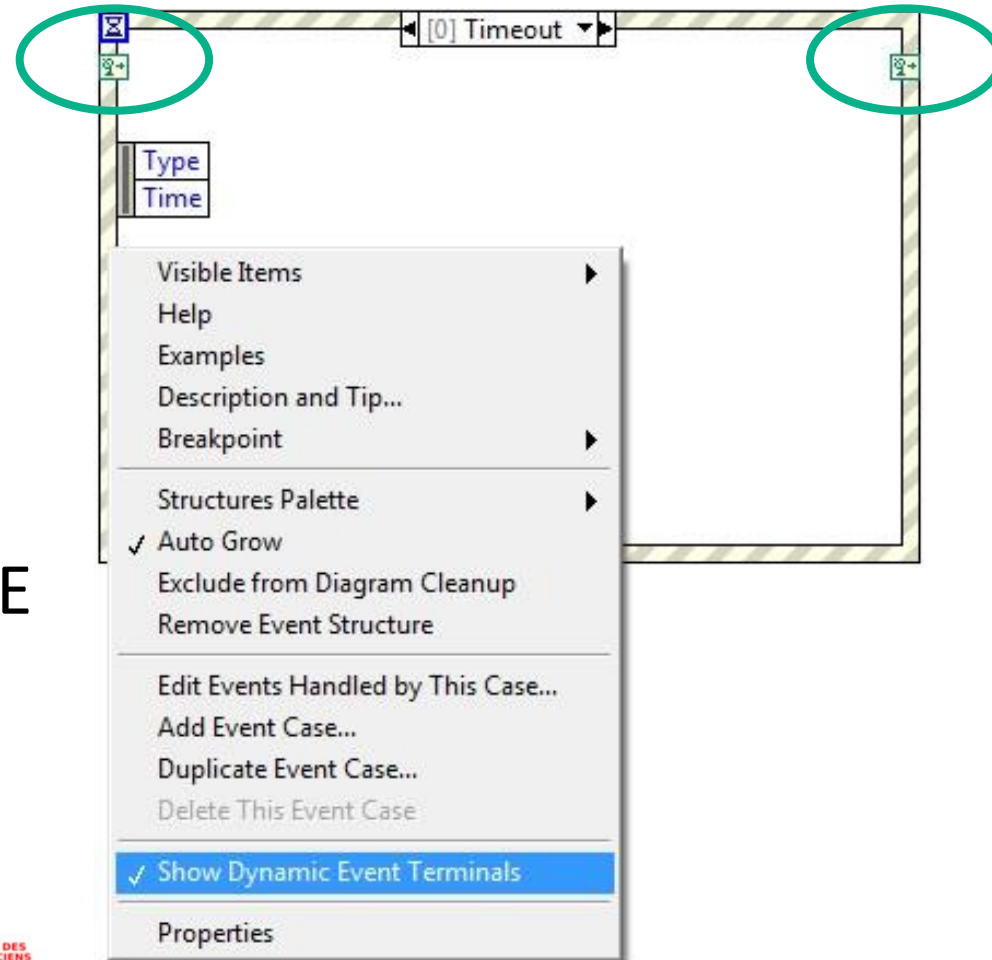 [0] Timeout
Type
Time
Visible Items
Help
Examples
Description and Tip...
Breakpoint
Structures Palette
✓ Auto Grow
Exclude from Diagram Cleanup
Remove Event Structure
Edit Events Handled by This Case...
Add Event Case...
Duplicate Event Case...
Delete This Event Case
✓ Show Dynamic Event Terminals
Properties
E
DES
CIENS